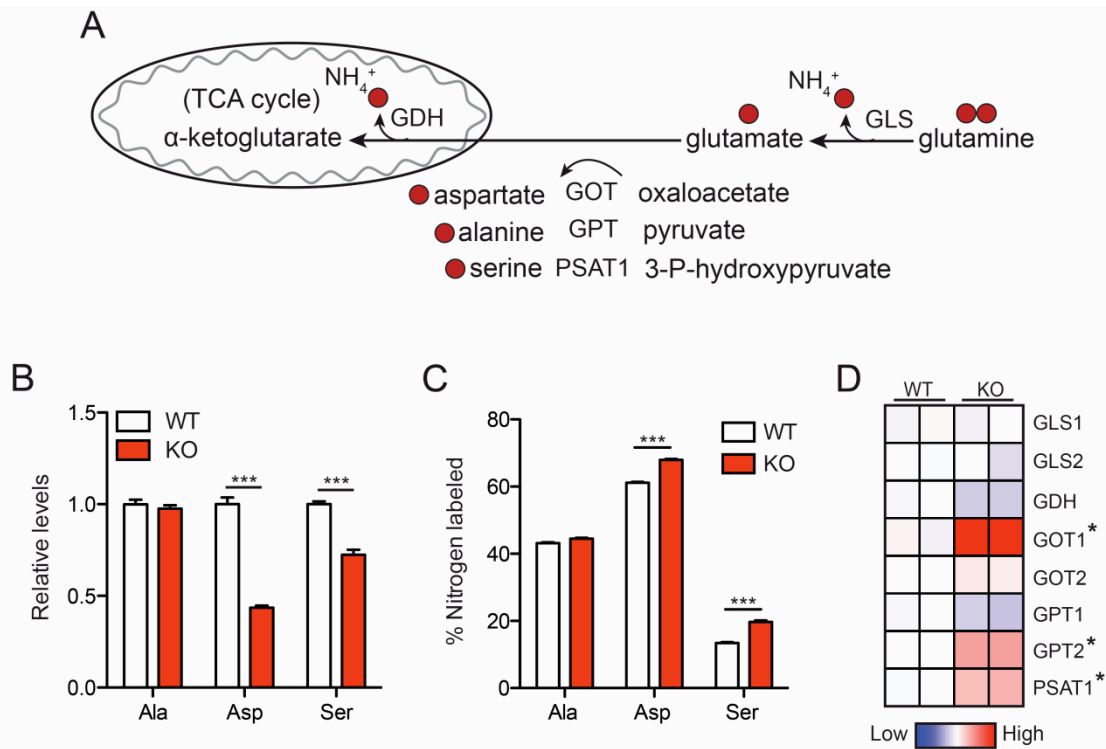 A
NH4+
(TCA cycle)
GDH
α-ketoglutarate
NH4+
GLS
glutamate
glutamine
aspartate GOT oxaloacetate
alanine GPT pyruvate
serine PSAT1 3-P-hydroxypyruvate
B
Relative levels
1.5
1.0
0.5
0.0
WT
KO
***
***
Ala Asp Ser
C
% Nitrogen labeled
80
60
40
20
0
WT
KO
***
***
Ala Asp Ser
D
WT KO
GLS1
GLS2
GDH
GOT1*
GOT2
GPT1
GPT2*
PSAT1*
Low High